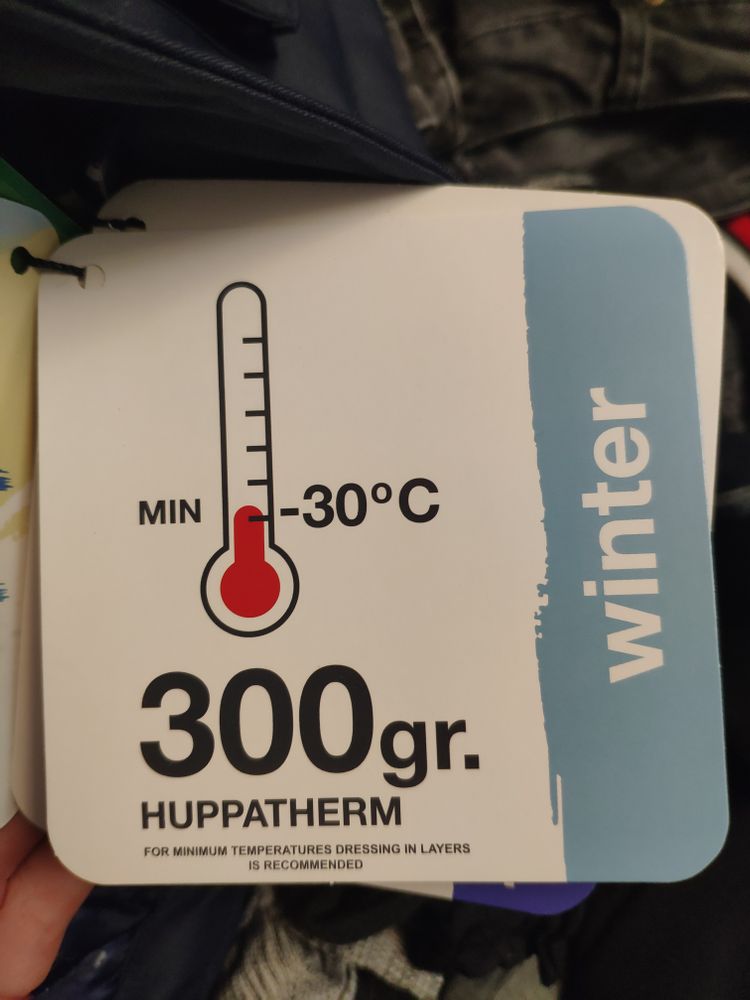 MIN -30°C
300gr.
HUPPATHERM
FOR MINIMUM TEMPERATURES DRESSING IN LAYERS
IS RECOMMENDED
winter